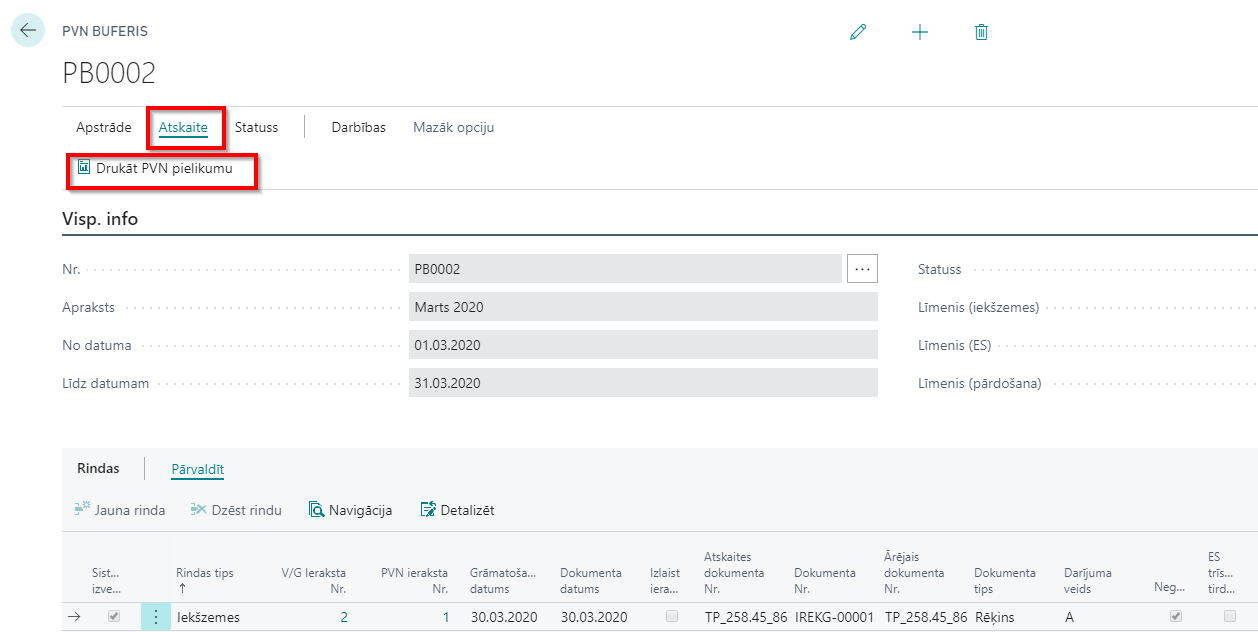 PVN BUFERIS
PB0002
Apstrāde Atskaite Statuss Darbības Mazāk opciju
Drukāt PVN pielikumu
Visp. info
Nr. PB0002 ... Statuss
Apraksts Marts 2020 Līmenis (iekšzemes)
No datuma 01.03.2020 Līmenis (ES)
Līdz datumam 31.03.2020 Līmenis (pārdošana)
Rindas Pārvaldīt
Jauna rinda Dzēst rindu Navigācija Detalizēt
Sist... izve... Rindas tips ↑ V/G Ieraksta Nr. PVN ieraksta Nr. Grāmatoša... datums Dokumenta datums Izlaist iera... Atskaites dokumenta Nr. Dokumenta Nr. Ārējais dokumenta Nr. Dokumenta tips Darījuma veids Neg... ES trīs... tird...
Iekšzemes 2 1 30.03.2020 30.03.2020 TP_258.45_86 IREKG-00001 TP_258.45_86 Rēķins A